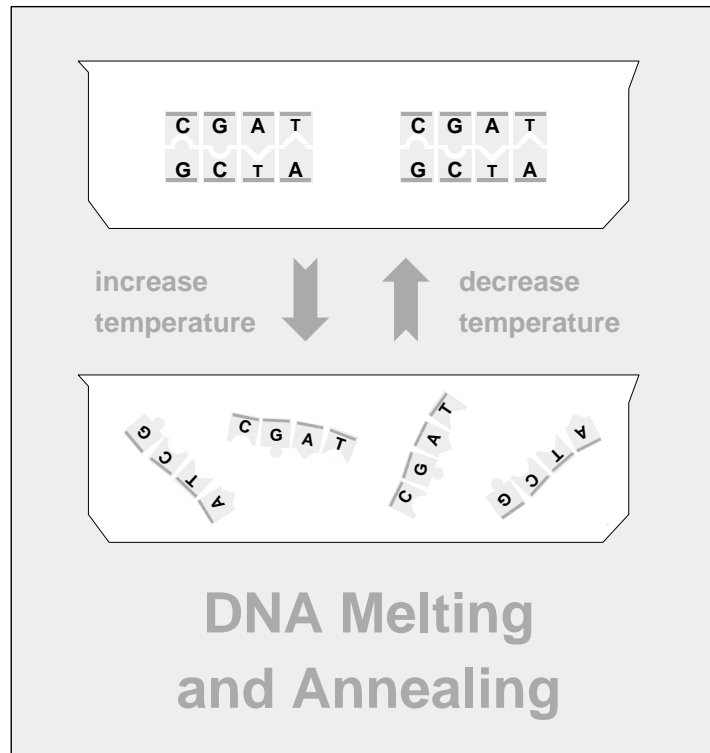 C G A T C G A T
G C T A G C T A
increase decrease
temperature temperature
G C T A C G A T C G A T G C T A
DNA Melting
and Annealing